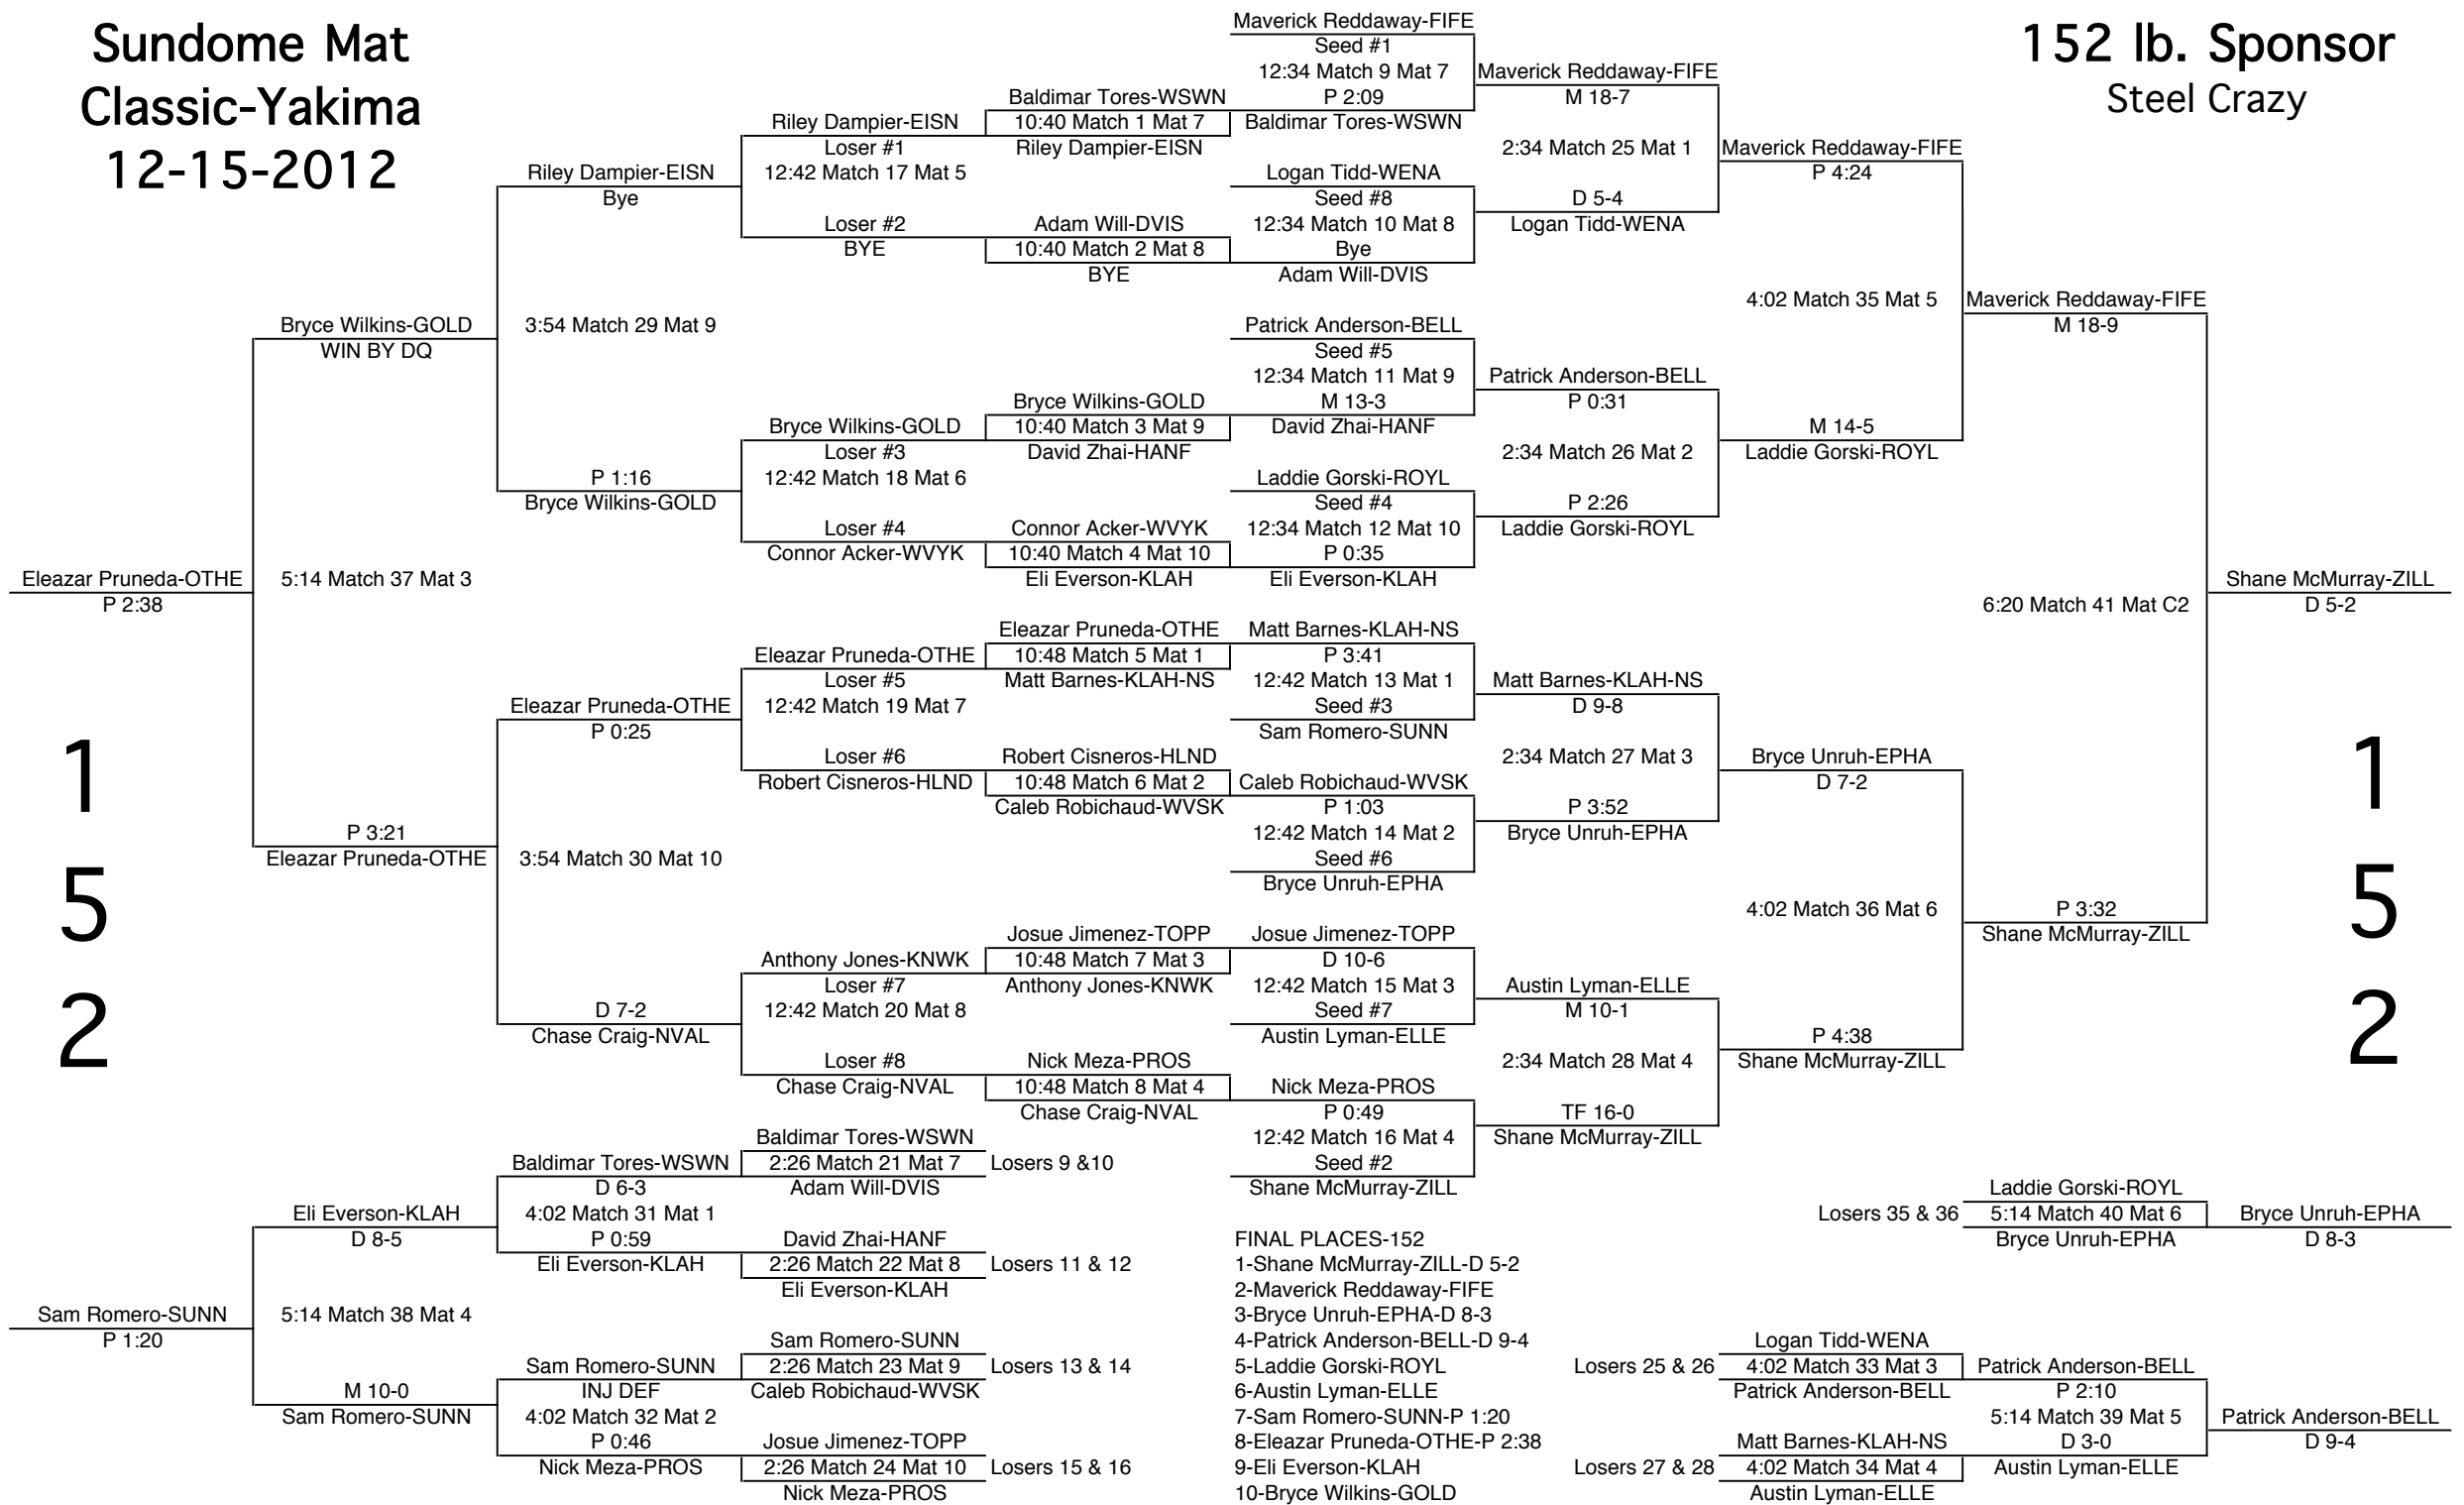 Sundome Mat
Classic-Yakima
12-15-2012
152 lb. Sponsor
Steel Crazy
Eleazar Pruneda-OTHE
P 2:38
Bryce Wilkins-GOLD
WIN BY DQ
5:14 Match 37 Mat 3
P 3:21
Eleazar Pruneda-OTHE
1
5
2
Riley Dampier-EISN
Bye
3:54 Match 29 Mat 9
P 1:16
Bryce Wilkins-GOLD
Eleazar Pruneda-OTHE
P 0:25
3:54 Match 30 Mat 10
D 7-2
Chase Craig-NVAL
Riley Dampier-EISN
Loser #1
12:42 Match 17 Mat 5
Loser #2
BYE
Bryce Wilkins-GOLD
Loser #3
12:42 Match 18 Mat 6
Loser #4
Connor Acker-WVYK
Eleazar Pruneda-OTHE
Loser #5
12:42 Match 19 Mat 7
Loser #6
Robert Cisneros-HLND
Anthony Jones-KNWK
Loser #7
12:42 Match 20 Mat 8
Loser #8
Chase Craig-NVAL
Baldimar Tores-WSWN
10:40 Match 1 Mat 7
Riley Dampier-EISN
Adam Will-DVIS
10:40 Match 2 Mat 8
BYE
Bryce Wilkins-GOLD
10:40 Match 3 Mat 9
David Zhai-HANF
Connor Acker-WVYK
10:40 Match 4 Mat 10
Eli Everson-KLAH
Eleazar Pruneda-OTHE
10:48 Match 5 Mat 1
Matt Barnes-KLAH-NS
Robert Cisneros-HLND
10:48 Match 6 Mat 2
Caleb Robichaud-WVSK
Josue Jimenez-TOPP
10:48 Match 7 Mat 3
Anthony Jones-KNWK
Nick Meza-PROS
10:48 Match 8 Mat 4
Chase Craig-NVAL
Maverick Reddaway-FIFE
Seed #1
12:34 Match 9 Mat 7
P 2:09
Baldimar Tores-WSWN
Logan Tidd-WENA
Seed #8
12:34 Match 10 Mat 8
Bye
Adam Will-DVIS
Patrick Anderson-BELL
Seed #5
12:34 Match 11 Mat 9
M 13-3
David Zhai-HANF
Laddie Gorski-ROYL
Seed #4
12:34 Match 12 Mat 10
P 0:35
Eli Everson-KLAH
Matt Barnes-KLAH-NS
P 3:41
12:42 Match 13 Mat 1
Seed #3
Sam Romero-SUNN
Caleb Robichaud-WVSK
P 1:03
12:42 Match 14 Mat 2
Seed #6
Bryce Unruh-EPHA
Josue Jimenez-TOPP
D 10-6
12:42 Match 15 Mat 3
Seed #7
Austin Lyman-ELLE
Nick Meza-PROS
P 0:49
12:42 Match 16 Mat 4
Seed #2
Shane McMurray-ZILL
Maverick Reddaway-FIFE
M 18-7
2:34 Match 25 Mat 1
D 5-4
Logan Tidd-WENA
Patrick Anderson-BELL
P 0:31
2:34 Match 26 Mat 2
P 2:26
Laddie Gorski-ROYL
Matt Barnes-KLAH-NS
D 9-8
2:34 Match 27 Mat 3
P 3:52
Bryce Unruh-EPHA
Austin Lyman-ELLE
M 10-1
2:34 Match 28 Mat 4
TF 16-0
Shane McMurray-ZILL
Maverick Reddaway-FIFE
P 4:24
4:02 Match 35 Mat 5
M 14-5
Laddie Gorski-ROYL
Bryce Unruh-EPHA
D 7-2
4:02 Match 36 Mat 6
P 4:38
Shane McMurray-ZILL
Maverick Reddaway-FIFE
M 18-9
6:20 Match 41 Mat C2
P 3:32
Shane McMurray-ZILL
Shane McMurray-ZILL
D 5-2
1
5
2
Sam Romero-SUNN
P 1:20
Eli Everson-KLAH
D 8-5
5:14 Match 38 Mat 4
M 10-0
Sam Romero-SUNN
Baldimar Tores-WSWN
D 6-3
4:02 Match 31 Mat 1
P 0:59
Eli Everson-KLAH
Sam Romero-SUNN
INJ DEF
4:02 Match 32 Mat 2
P 0:46
Nick Meza-PROS
Baldimar Tores-WSWN
2:26 Match 21 Mat 7 Losers 9 &10
Adam Will-DVIS
David Zhai-HANF
2:26 Match 22 Mat 8 Losers 11 & 12
Eli Everson-KLAH
Sam Romero-SUNN
2:26 Match 23 Mat 9 Losers 13 & 14
Caleb Robichaud-WVSK
Josue Jimenez-TOPP
2:26 Match 24 Mat 10 Losers 15 & 16
Nick Meza-PROS
FINAL PLACES-152
1-Shane McMurray-ZILL-D 5-2
2-Maverick Reddaway-FIFE
3-Bryce Unruh-EPHA-D 8-3
4-Patrick Anderson-BELL-D 9-4
5-Laddie Gorski-ROYL
6-Austin Lyman-ELLE
7-Sam Romero-SUNN-P 1:20
8-Eleazar Pruneda-OTHE-P 2:38
9-Eli Everson-KLAH
10-Bryce Wilkins-GOLD
Laddie Gorski-ROYL
Losers 35 & 36 5:14 Match 40 Mat 6
Bryce Unruh-EPHA
Bryce Unruh-EPHA
D 8-3
Logan Tidd-WENA
Losers 25 & 26 4:02 Match 33 Mat 3
Patrick Anderson-BELL
Matt Barnes-KLAH-NS
Losers 27 & 28 4:02 Match 34 Mat 4
Austin Lyman-ELLE
Patrick Anderson-BELL
P 2:10
5:14 Match 39 Mat 5
D 3-0
Austin Lyman-ELLE
Patrick Anderson-BELL
D 9-4